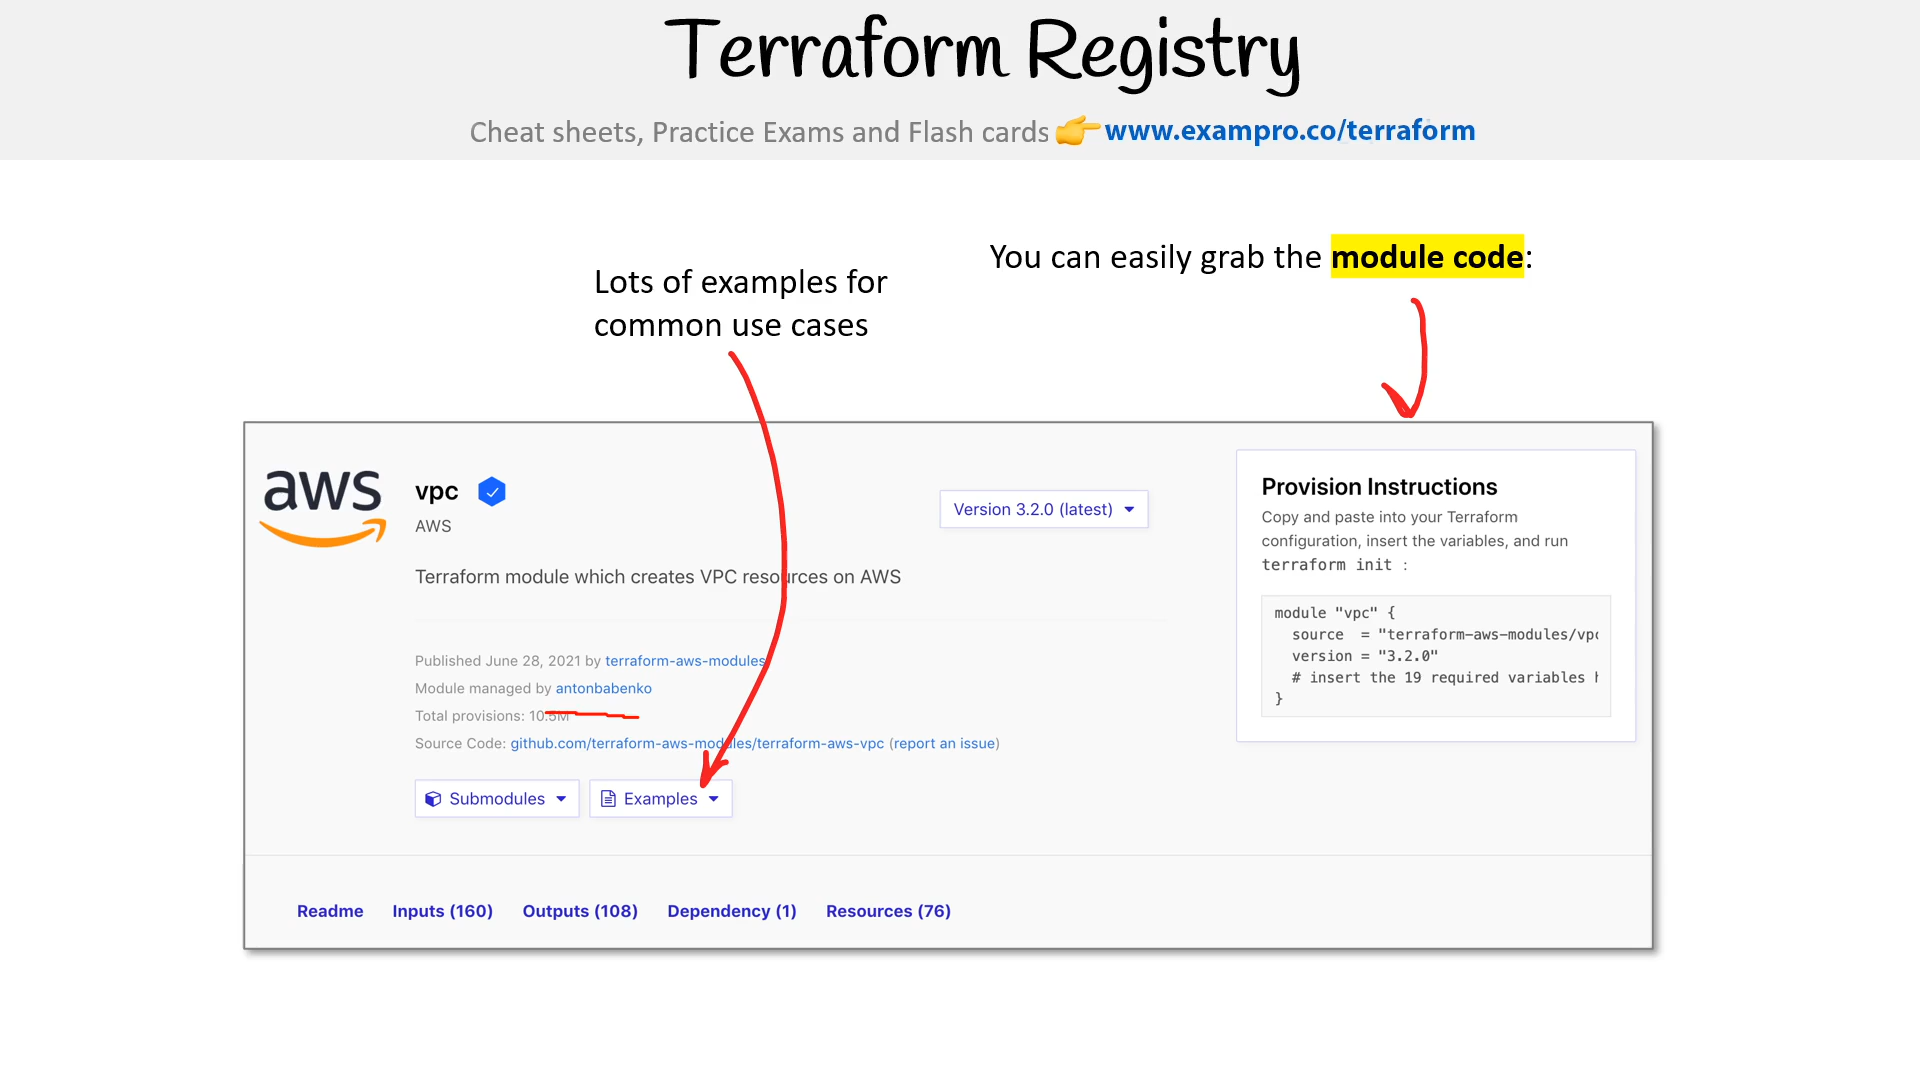 Terraform Registry
Cheat sheets, Practice Exams and Flash cards 👉 www.exampro.co/terraform
You can easily grab the module code:
Lots of examples for
common use cases
aws
vpc
AWS
Version 3.2.0 (latest)
Terraform module which creates VPC resources on AWS
Published June 28, 2021 by terraform-aws-modules
Module managed by antonbabenko
Total provisions: 10.5M
Source Code: github.com/terraform-aws-modules/terraform-aws-vpc (report an issue)
Submodules
Examples
Provision Instructions
Copy and paste into your Terraform
configuration, insert the variables, and run
terraform init :
module "vpc" {
source = "terraform-aws-modules/vpc
version = "3.2.0"
# insert the 19 required variables
}
Readme Inputs (160) Outputs (108) Dependency (1) Resources (76)